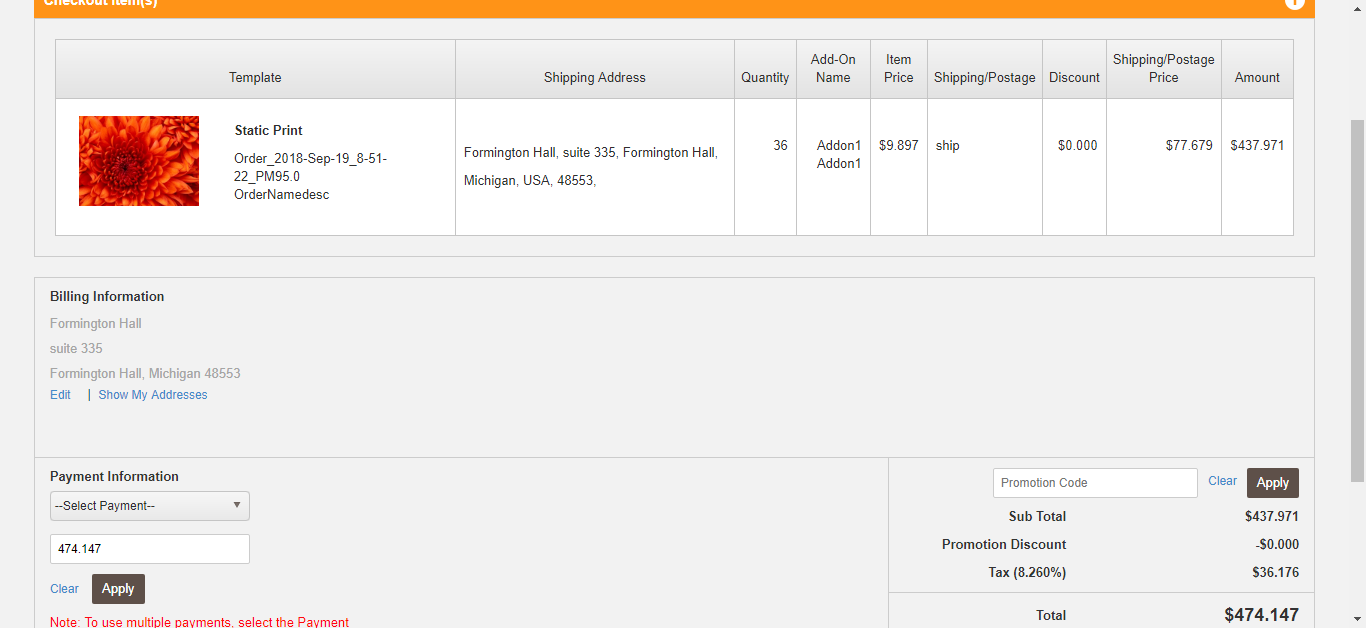 Checkout Item(s)
Template
Shipping Address
Quantity
Add-On
Name
Item
Price
Shipping/Postage
Discount
Shipping/Postage
Price
Amount
Static Print
Order_2018-Sep-19_8-51-
22_PM95.0
OrderNamedesc
Formington Hall, suite 335, Formington Hall,
Michigan, USA, 48553,
36
Addon1
Addon1
$9.897
ship
$0.000
$77.679
$437.971
Billing Information
Formington Hall
suite 335
Formington Hall, Michigan 48553
Edit | Show My Addresses
Payment Information
--Select Payment--
474.147
Clear Apply
Note: To use multiple payments, select the Payment
Promotion Code Clear Apply
Sub Total $437.971
Promotion Discount -$0.000
Tax (8.260%) $36.176
Total $474.147